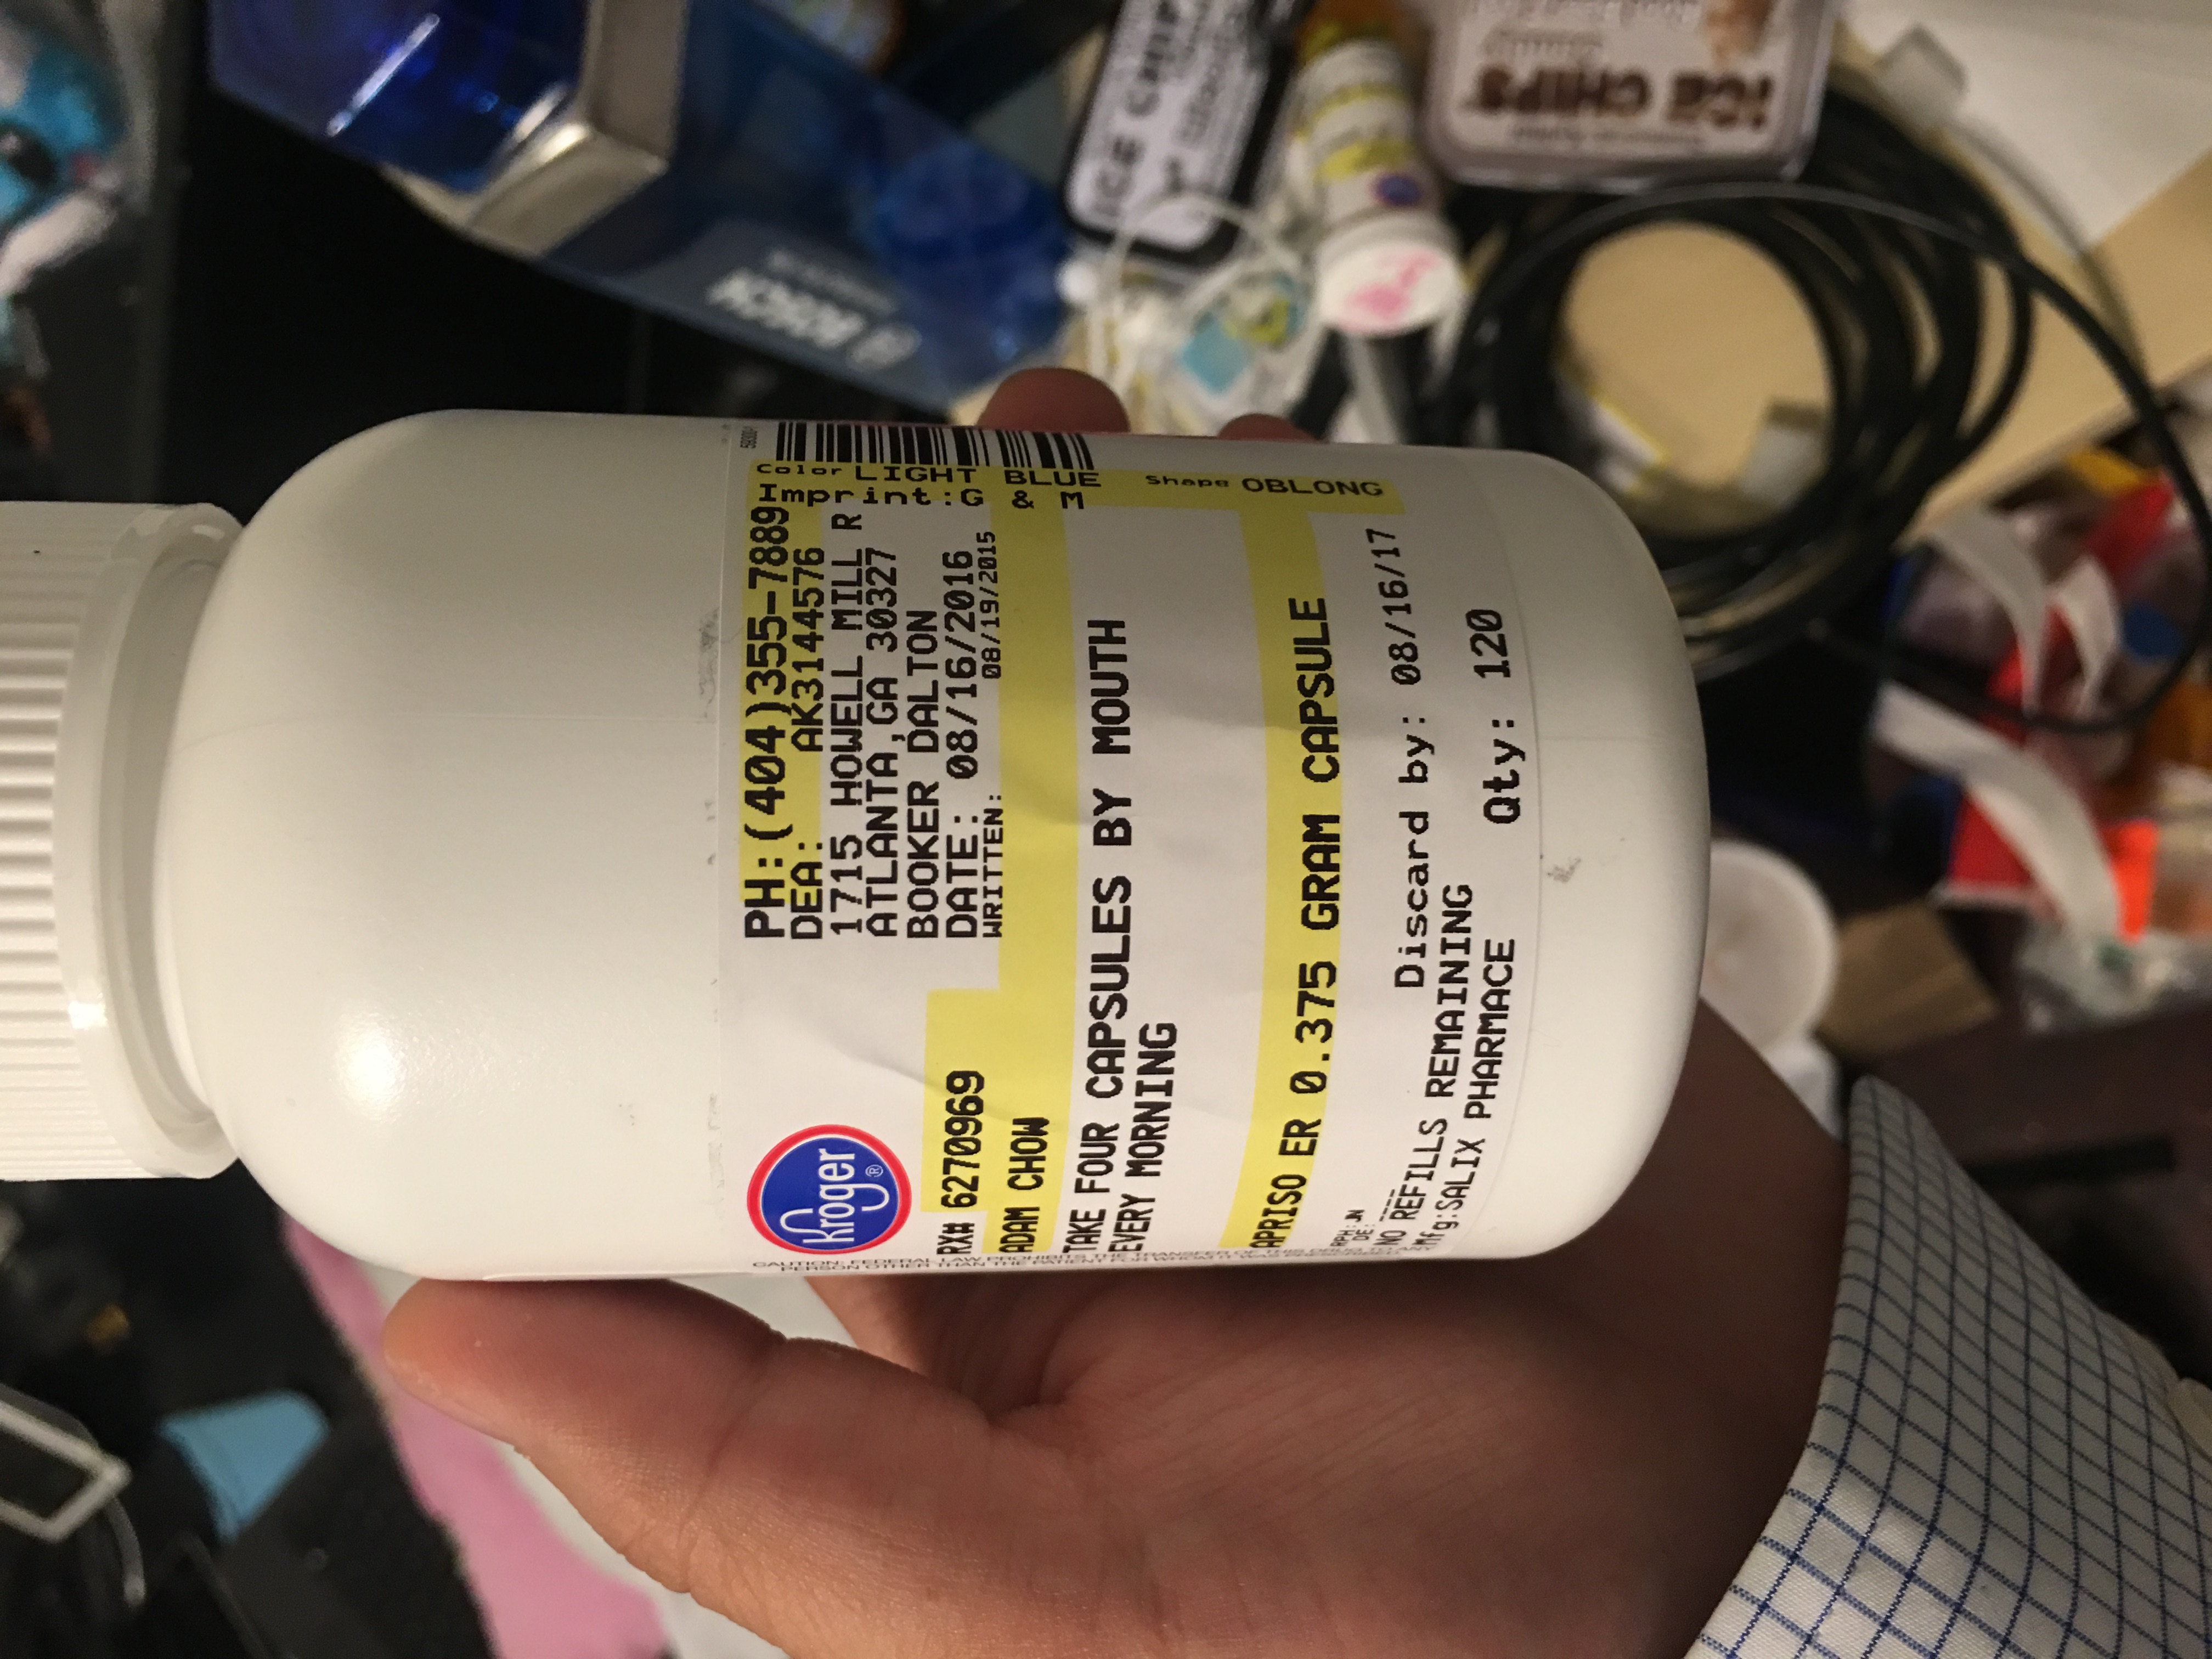 Kroger®
PH:(404)355-7889
DEA: AK3144576
1715 HOWELL MILL R
ATLANTA,GA 30327
BOOKER DALTON
DATE: 08/16/2016
WRITTEN: 08/19/2015
RX# 6270969
ADAM CHOW
TAKE FOUR CAPSULES BY MOUTH
EVERY MORNING
APRISO ER 0.375 GRAM CAPSULE
RPH: JN
DE: ____
Discard by: 08/16/17
NO REFILLS REMAINING
Mfg:SALIX PHARMACE
Qty: 120
Color LIGHT BLUE Shape OBLONG
Imprint:G & M
ICE CHIP
ICE CHIPS